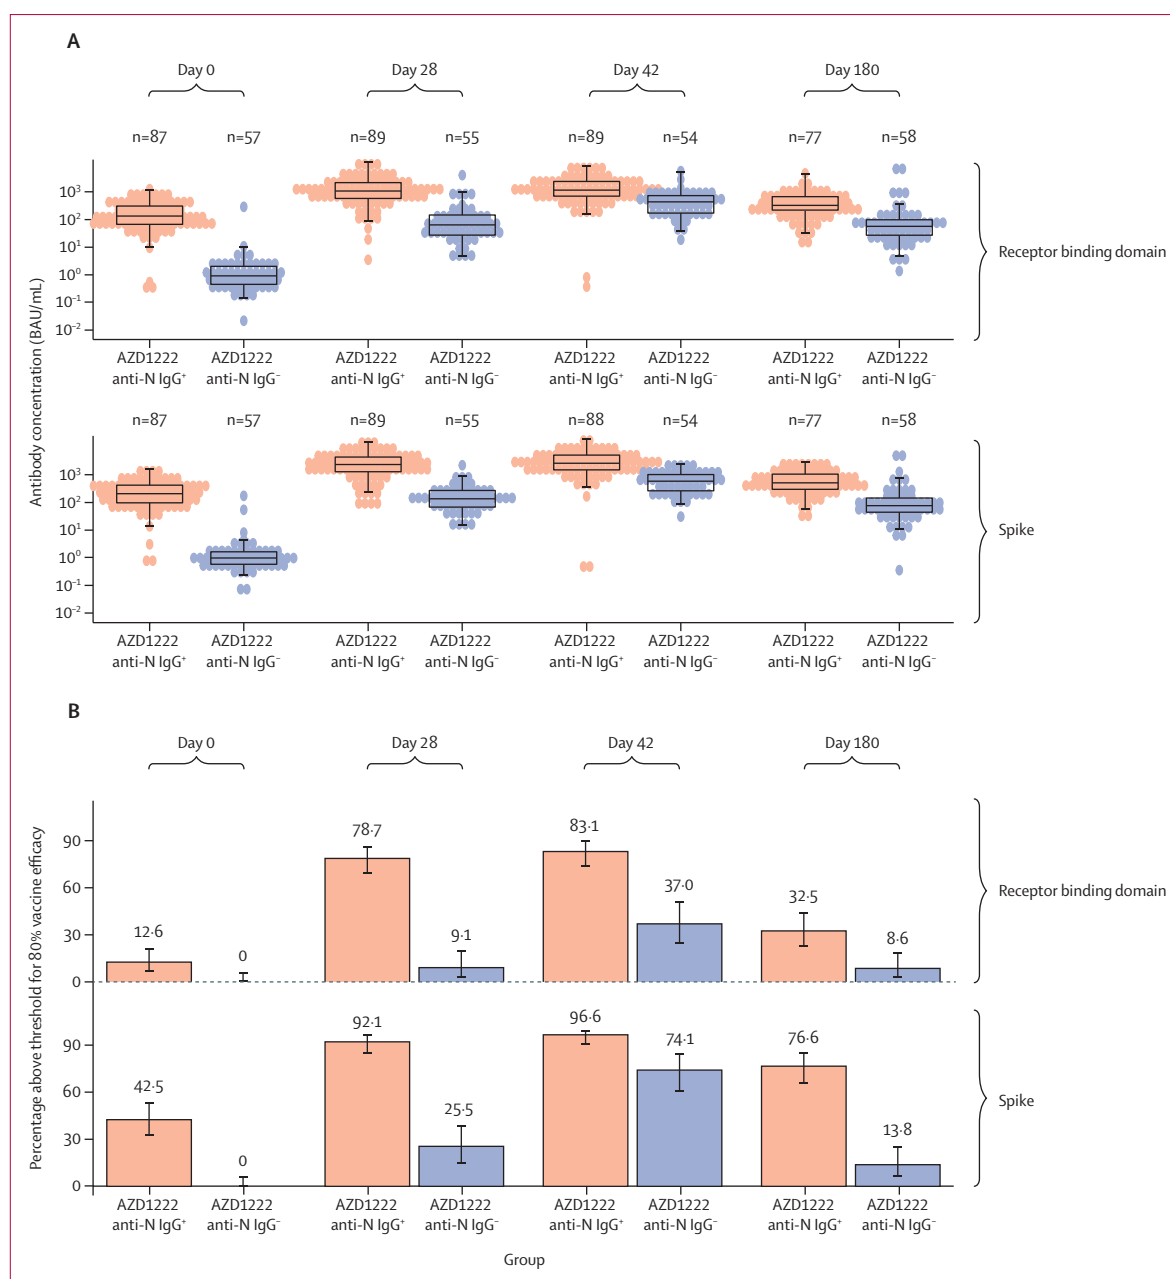 A
Day 0
Day 28
Day 42
Day 180
n=87
n=57
n=89
n=55
n=89
n=54
n=77
n=58
Antibody concentration (BAU/mL)
10³
10²
10¹
10⁰
10⁻¹
10⁻²
Receptor binding domain
AZD1222
anti-N IgG⁺
AZD1222
anti-N IgG⁻
AZD1222
anti-N IgG⁺
AZD1222
anti-N IgG⁻
AZD1222
anti-N IgG⁺
AZD1222
anti-N IgG⁻
AZD1222
anti-N IgG⁺
AZD1222
anti-N IgG⁻
n=87
n=57
n=89
n=55
n=88
n=54
n=77
n=58
10³
10²
10¹
10⁰
10⁻¹
10⁻²
Spike
AZD1222
anti-N IgG⁺
AZD1222
anti-N IgG⁻
AZD1222
anti-N IgG⁺
AZD1222
anti-N IgG⁻
AZD1222
anti-N IgG⁺
AZD1222
anti-N IgG⁻
AZD1222
anti-N IgG⁺
AZD1222
anti-N IgG⁻
B
Day 0
Day 28
Day 42
Day 180
Percentage above threshold for 80% vaccine efficacy
90
60
30
0
12·6
0
78·7
9·1
83·1
37·0
32·5
8·6
Receptor binding domain
90
60
30
0
42·5
0
92·1
25·5
96·6
74·1
76·6
13·8
Spike
AZD1222
anti-N IgG⁺
AZD1222
anti-N IgG⁻
AZD1222
anti-N IgG⁺
AZD1222
anti-N IgG⁻
AZD1222
anti-N IgG⁺
AZD1222
anti-N IgG⁻
AZD1222
anti-N IgG⁺
AZD1222
anti-N IgG⁻
Group